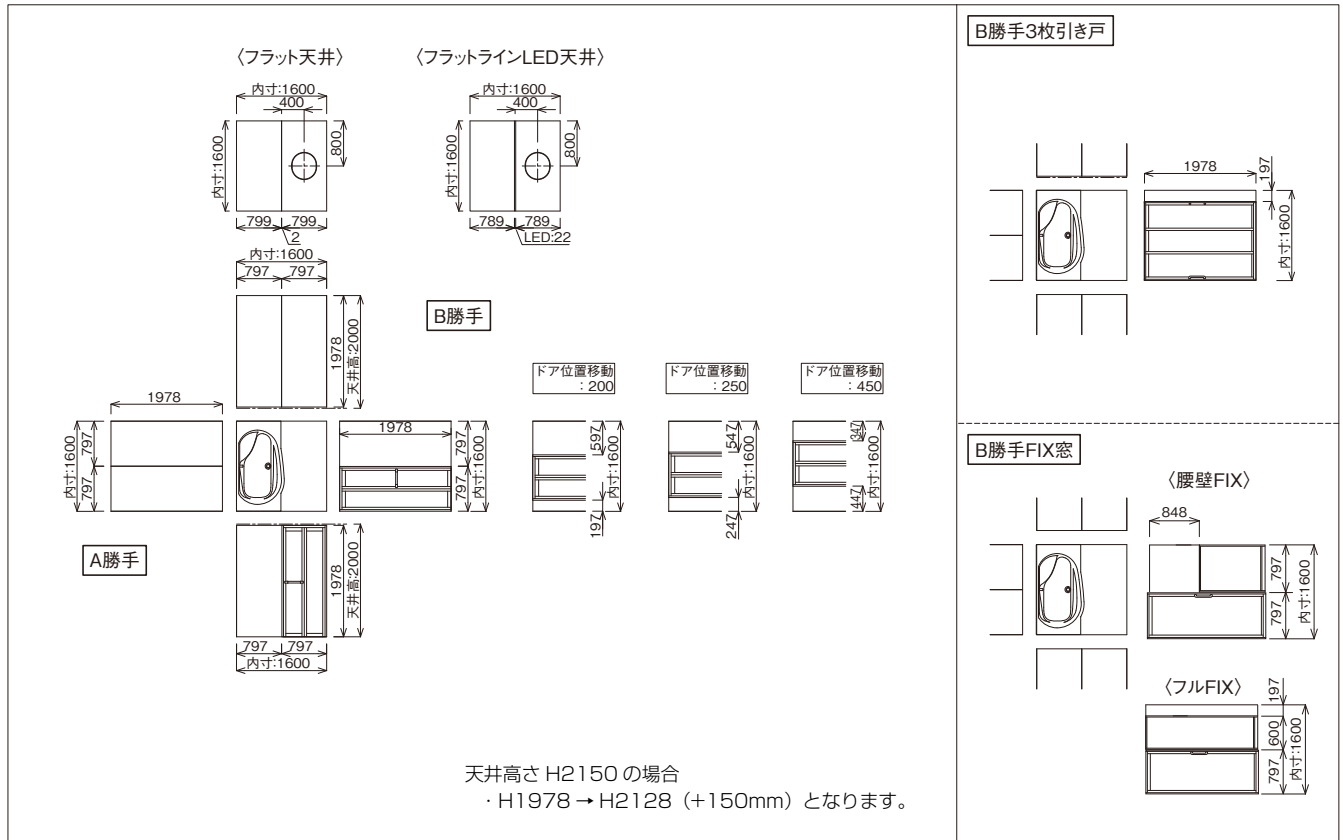 〈フラット天井〉
〈フラットラインLED天井〉
内寸:1600
400
内寸:1600
800
799
799
2
内寸:1600
400
内寸:1600
800
789
789
LED:22
内寸:1600
797
797
1978
天井高:2000
B勝手
1978
内寸:1600
797
797
1978
797
797
内寸:1600
ドア位置移動
:200
597
197
内寸:1600
ドア位置移動
:250
547
247
内寸:1600
ドア位置移動
:450
347
447
内寸:1600
A勝手
1978
天井高:2000
797
797
内寸:1600
天井高さ H2150 の場合
・H1978 → H2128（+150mm）となります。
B勝手3枚引き戸
1978
197
内寸:1600
B勝手FIX窓
〈腰壁FIX〉
848
797
797
内寸:1600
〈フルFIX〉
197
600
797
内寸:1600